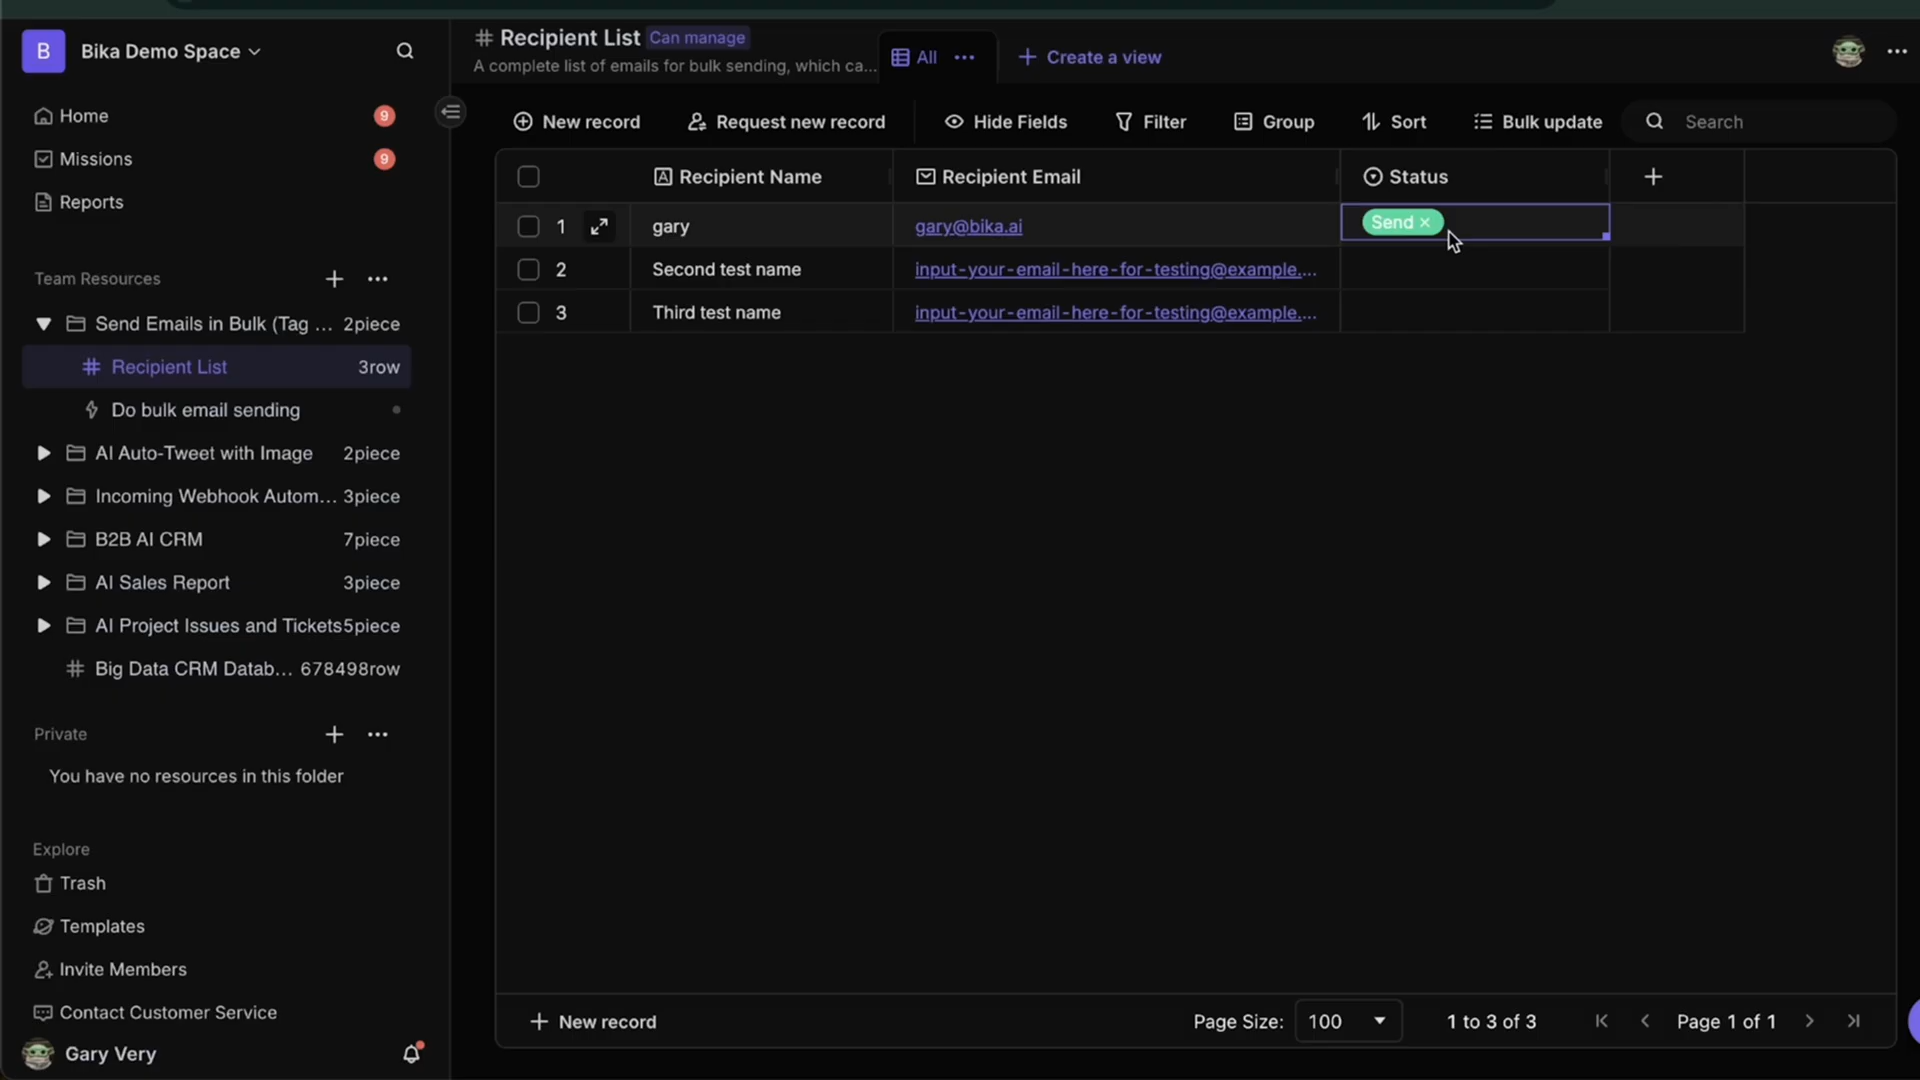 B
Bika Demo Space
Home 9
Missions 9
Reports
Team Resources
Send Emails in Bulk (Tag ... 2piece
Recipient List 3row
Do bulk email sending
AI Auto-Tweet with Image 2piece
Incoming Webhook Autom... 3piece
B2B AI CRM 7piece
AI Sales Report 3piece
AI Project Issues and Tickets5piece
Big Data CRM Datab... 678498row
Private
You have no resources in this folder
Explore
Trash
Templates
Invite Members
Contact Customer Service
Gary Very
Recipient List Can manage
A complete list of emails for bulk sending, which ca...
All
Create a view
New record Request new record Hide Fields Filter Group Sort Bulk update Search
Recipient Name Recipient Email Status
1 gary gary@bika.ai Send
2 Second test name input-your-email-here-for-testing@example....
3 Third test name input-your-email-here-for-testing@example....
New record Page Size: 100 1 to 3 of 3 Page 1 of 1